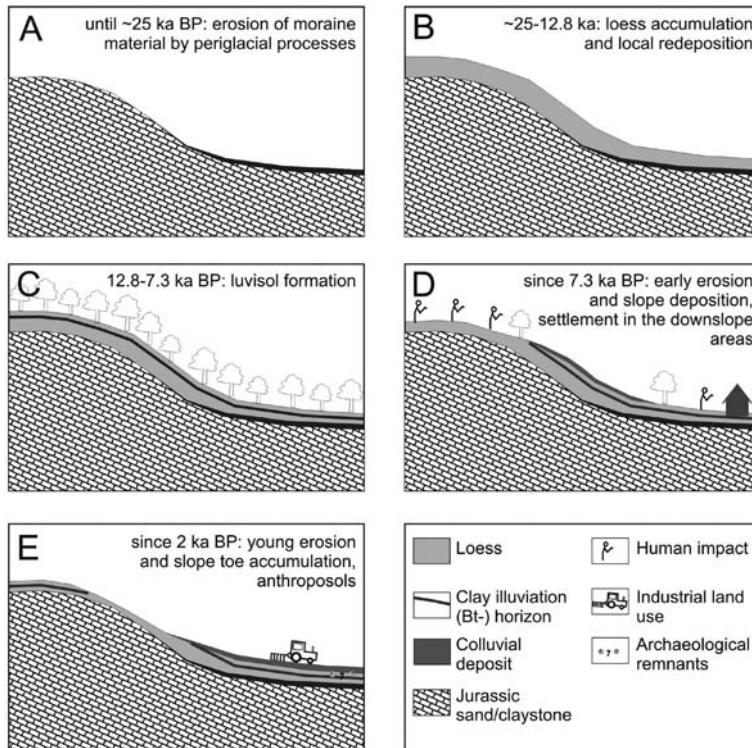 A
until ~25 ka BP: erosion of moraine
material by periglacial processes
B
~25-12.8 ka: loess accumulation
and local redeposition
C
12.8-7.3 ka BP: luvisol formation
D
since 7.3 ka BP: early erosion
and slope deposition,
settlement in the downslope
areas
E
since 2 ka BP: young erosion
and slope toe accumulation,
anthroposols
Loess
Clay illuviation
(Bt-) horizon
Colluvial
deposit
Jurassic
sand/claystone
Human impact
Industrial land
use
Archaeological
remnants